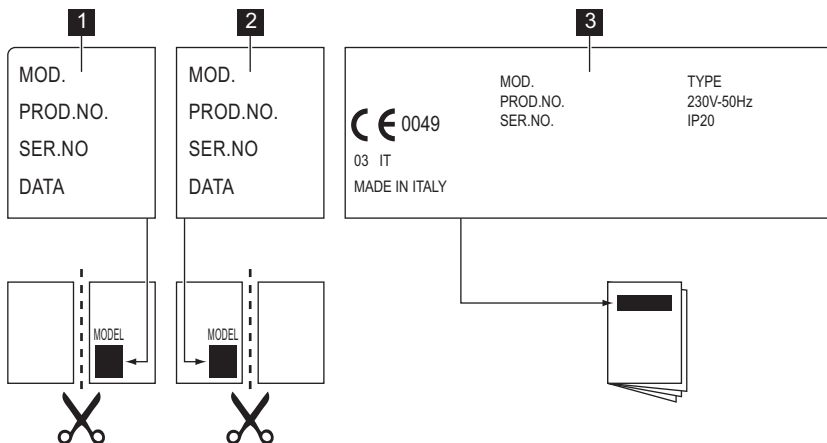 1
2
3
MOD.
PROD.NO.
SER.NO
DATA
MOD.
PROD.NO.
SER.NO
DATA
CE 0049
03 IT
MADE IN ITALY
MOD.
PROD.NO.
SER.NO.
TYPE
230V-50Hz
IP20
MODEL
MODEL